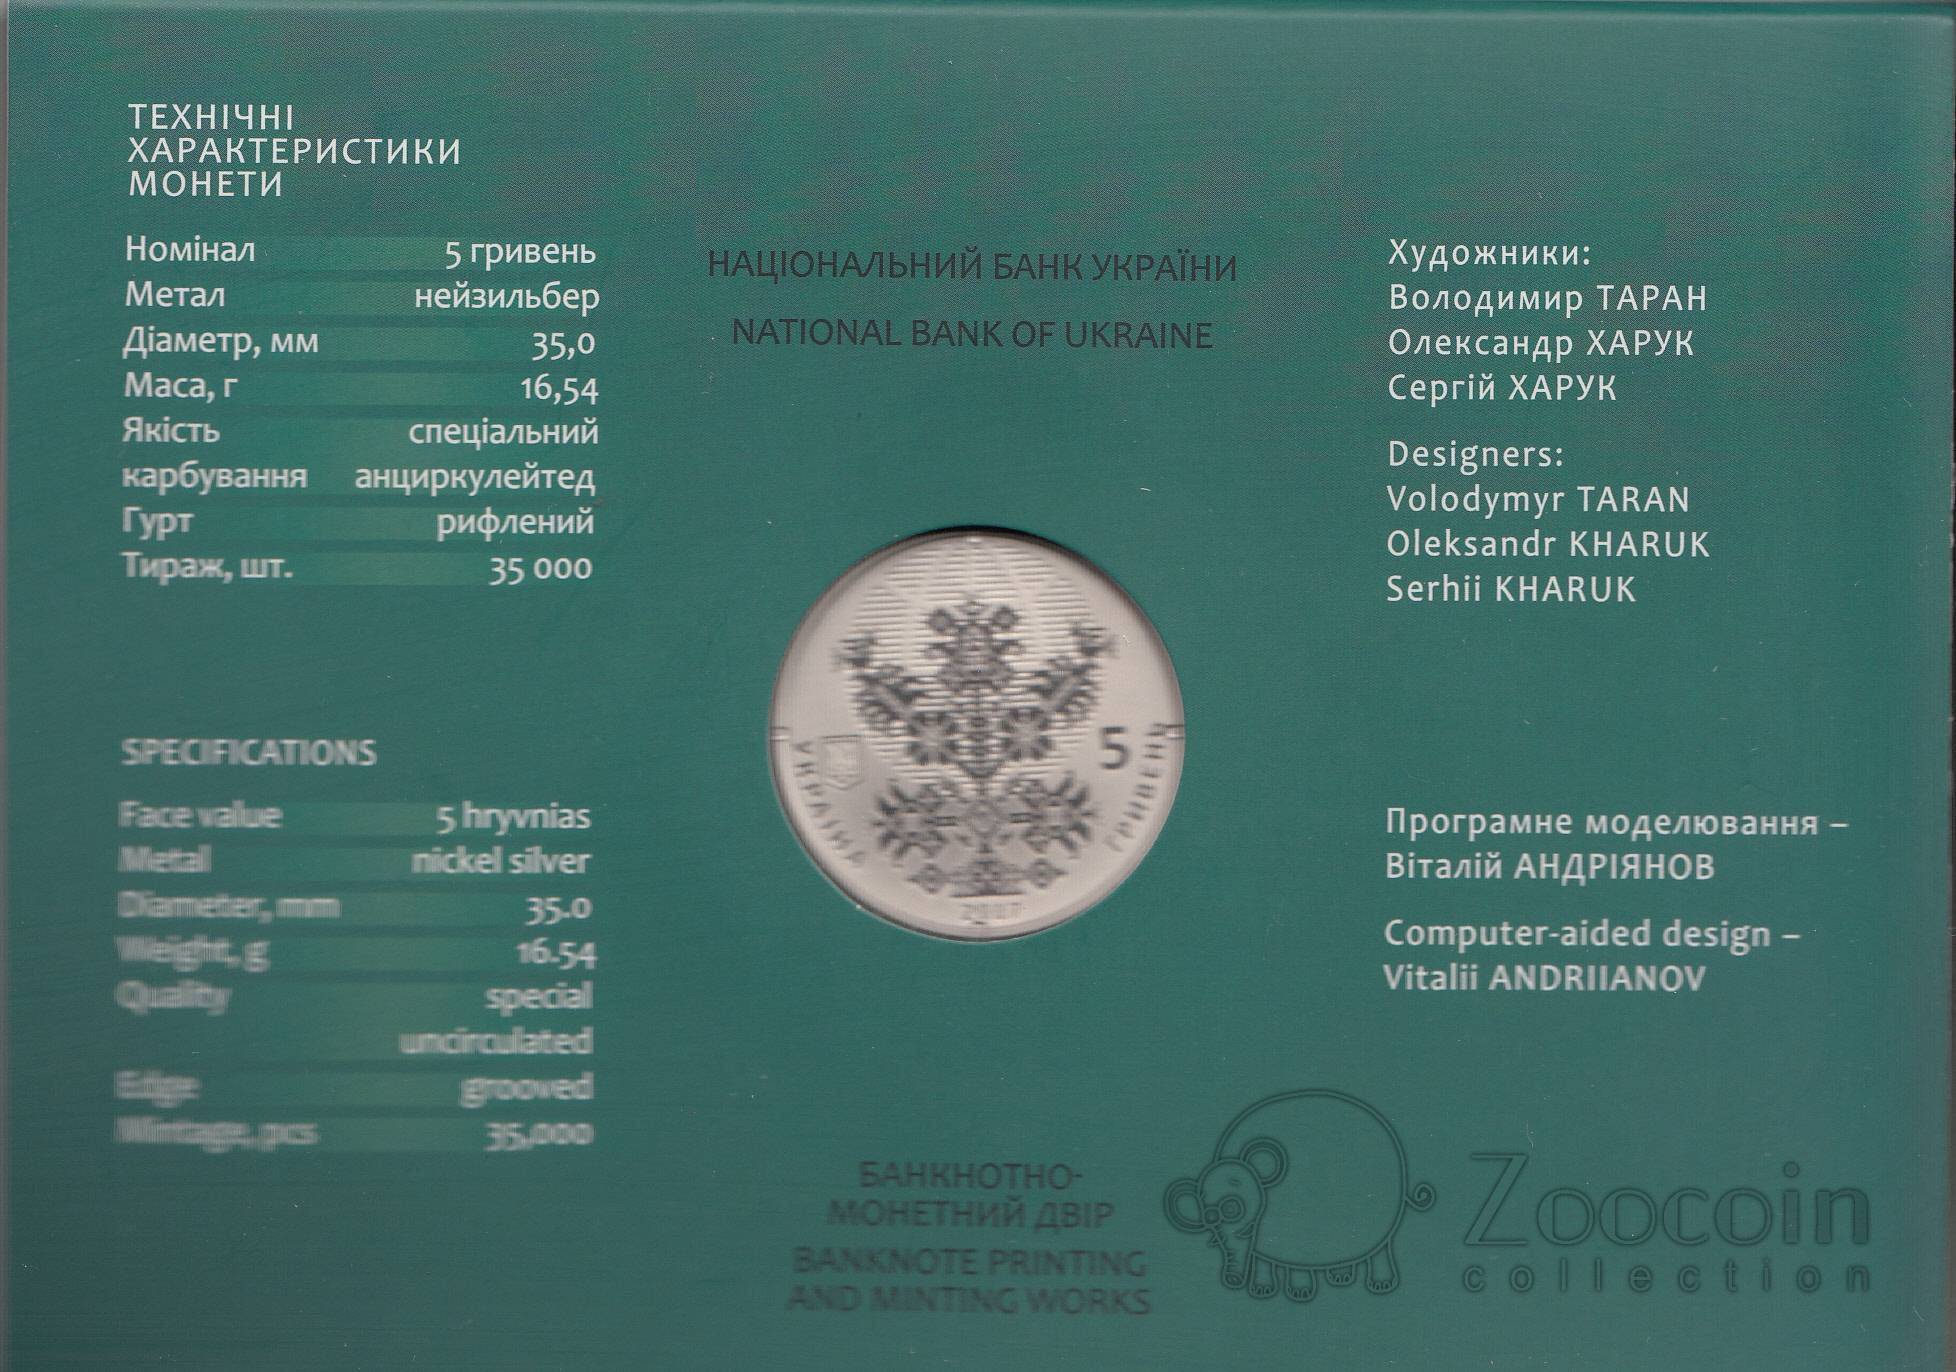 ТЕХНІЧНІ
ХАРАКТЕРИСТИКИ
МОНЕТИ
Номінал 5 гривень
Метал нейзильбер
Діаметр, мм 35,0
Маса, г 16,54
Якість спеціальний
карбування анциркулейтед
Гурт рифлений
Тираж, шт. 35 000
SPECIFICATIONS
Face value 5 hryvnias
Metal nickel silver
Diameter, mm 35.0
Weight, g 16.54
Quality special
uncirculated
Edge grooved
Mintage, pcs 35,000
НАЦІОНАЛЬНИЙ БАНК УКРАЇНИ
NATIONAL BANK OF UKRAINE
УКРАЇНА
5
ГРИВЕНЬ
2017
БАНКНОТНО-
МОНЕТНИЙ ДВІР
BANKNOTE PRINTING
AND MINTING WORKS
Художники:
Володимир ТАРАН
Олександр ХАРУК
Сергій ХАРУК
Designers:
Volodymyr TARAN
Oleksandr KHARUK
Serhii KHARUK
Програмне моделювання –
Віталій АНДРІЯНОВ
Computer-aided design –
Vitalii ANDRIIANOV
Zoocoin
collection